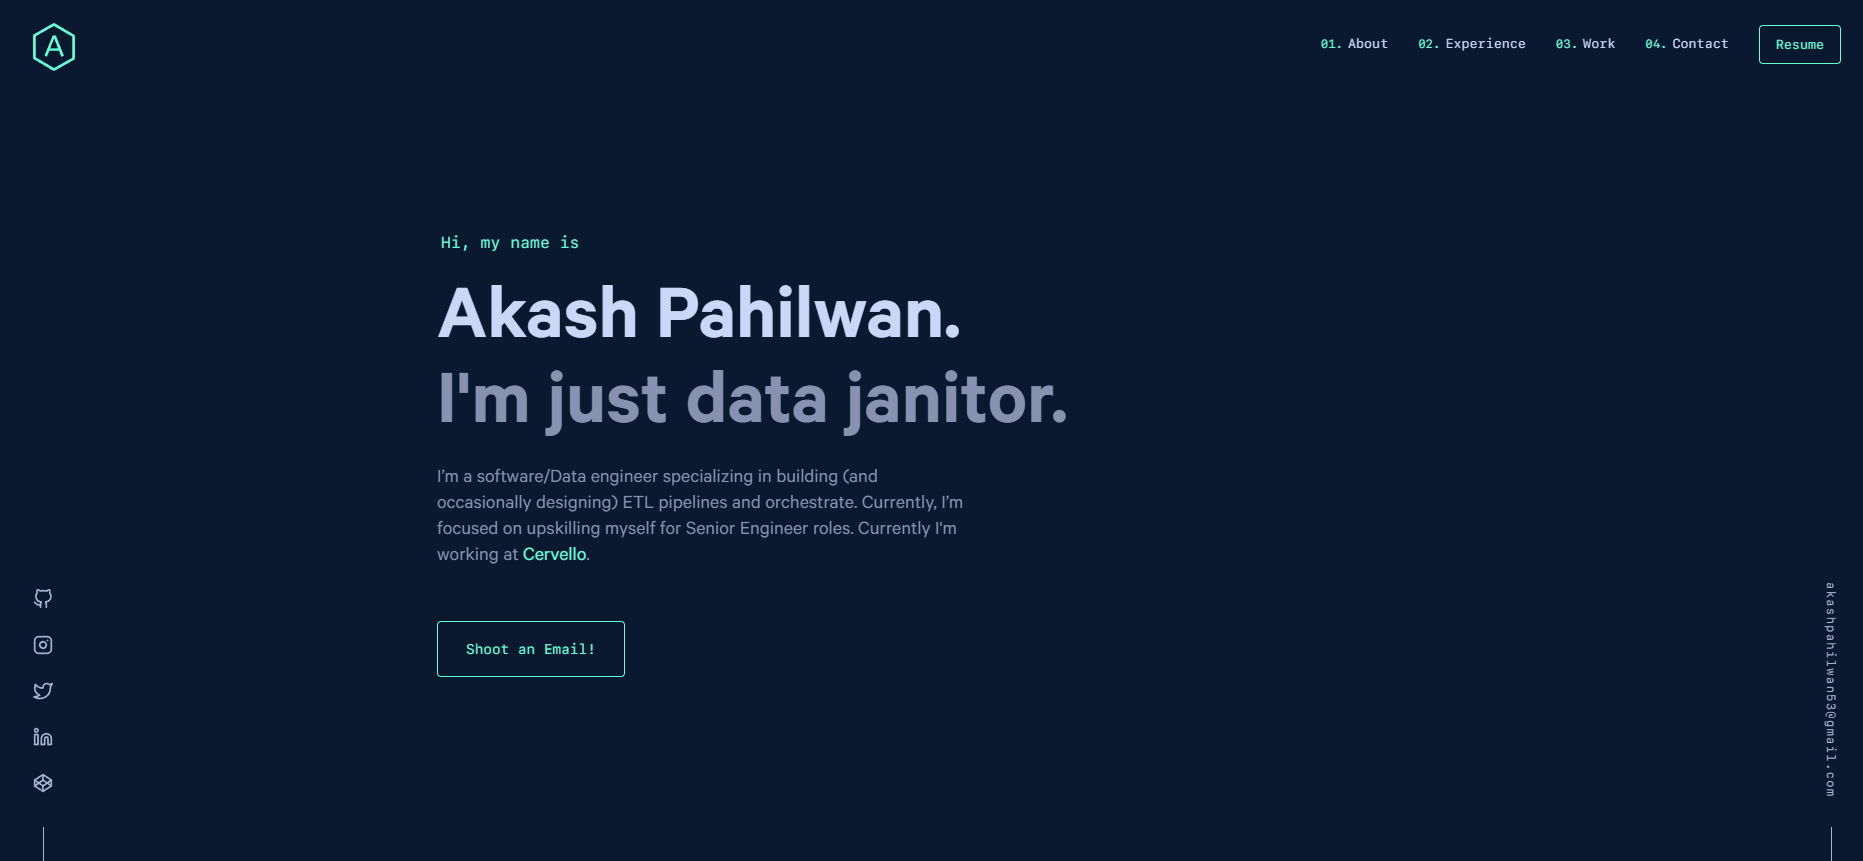 A
01. About 02. Experience 03. Work 04. Contact Resume
Hi, my name is
Akash Pahilwan.
I'm just data janitor.
I’m a software/Data engineer specializing in building (and
occasionally designing) ETL pipelines and orchestrate. Currently, I’m
focused on upskilling myself for Senior Engineer roles. Currently I'm
working at Cervello.
Shoot an Email!
akashpahilwan53@gmail.com